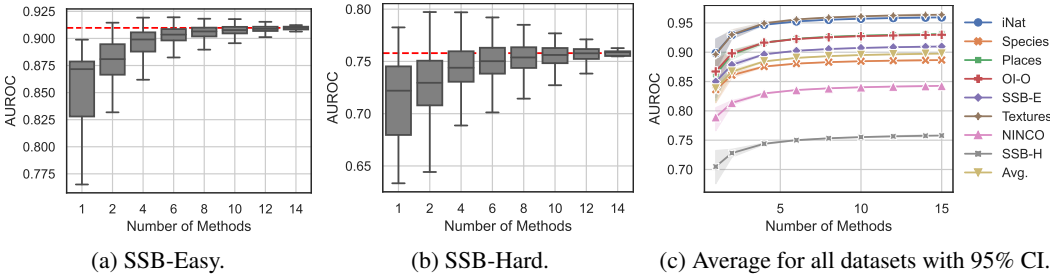 AUROC
0.925
0.900
0.875
0.850
0.825
0.800
0.775
1 2 4 6 8 10 12 14
Number of Methods
(a) SSB-Easy.
AUROC
0.80
0.75
0.70
0.65
1 2 4 6 8 10 12 14
Number of Methods
(b) SSB-Hard.
AUROC
0.95
0.90
0.85
0.80
0.75
0.70
5 10 15
Number of Methods
iNat
Species
Places
OI-O
SSB-E
Textures
NINCO
SSB-H
Avg.
(c) Average for all datasets with 95% CI.